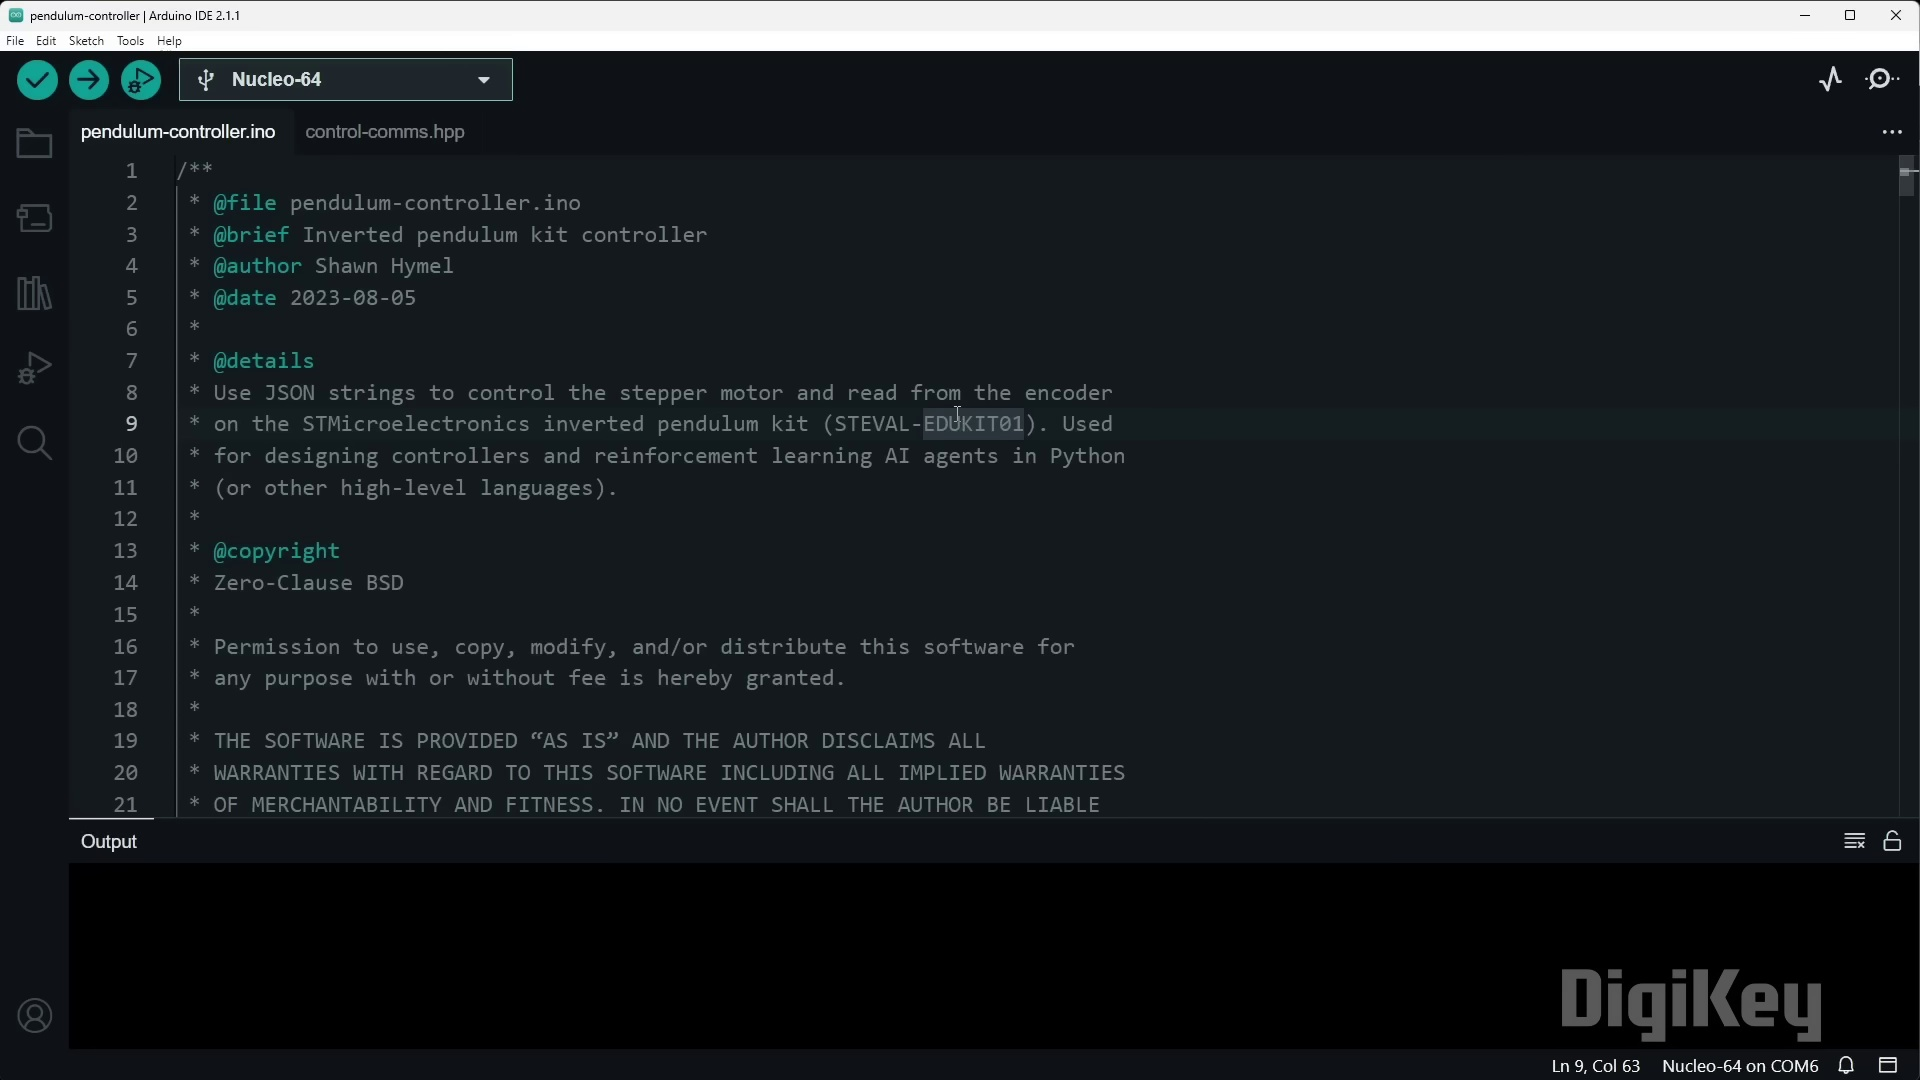 pendulum-controller | Arduino IDE 2.1.1
File Edit Sketch Tools Help
Nucleo-64
pendulum-controller.ino control-comms.hpp
1 /**
2 * @file pendulum-controller.ino
3 * @brief Inverted pendulum kit controller
4 * @author Shawn Hymel
5 * @date 2023-08-05
6 *
7 * @details
8 * Use JSON strings to control the stepper motor and read from the encoder
9 * on the STMicroelectronics inverted pendulum kit (STEVAL-EDUKIT01). Used
10 * for designing controllers and reinforcement learning AI agents in Python
11 * (or other high-level languages).
12 *
13 * @copyright
14 * Zero-Clause BSD
15 *
16 * Permission to use, copy, modify, and/or distribute this software for
17 * any purpose with or without fee is hereby granted.
18 *
19 * THE SOFTWARE IS PROVIDED “AS IS” AND THE AUTHOR DISCLAIMS ALL
20 * WARRANTIES WITH REGARD TO THIS SOFTWARE INCLUDING ALL IMPLIED WARRANTIES
21 * OF MERCHANTABILITY AND FITNESS. IN NO EVENT SHALL THE AUTHOR BE LIABLE
Output
DigiKey
Ln 9, Col 63 Nucleo-64 on COM6